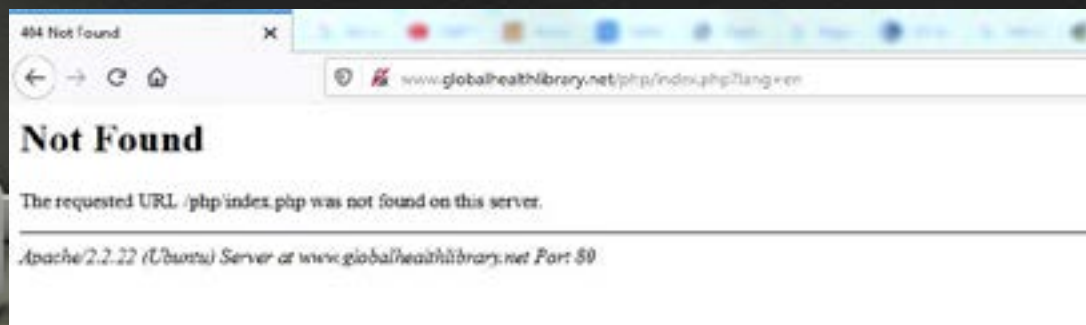 404 Not Found
www.globalhealthlibrary.net/php/index.php?lang=en
Not Found
The requested URL /php/index.php was not found on this server.
Apache/2.2.22 (Ubuntu) Server at www.globalhealthlibrary.net Port 80